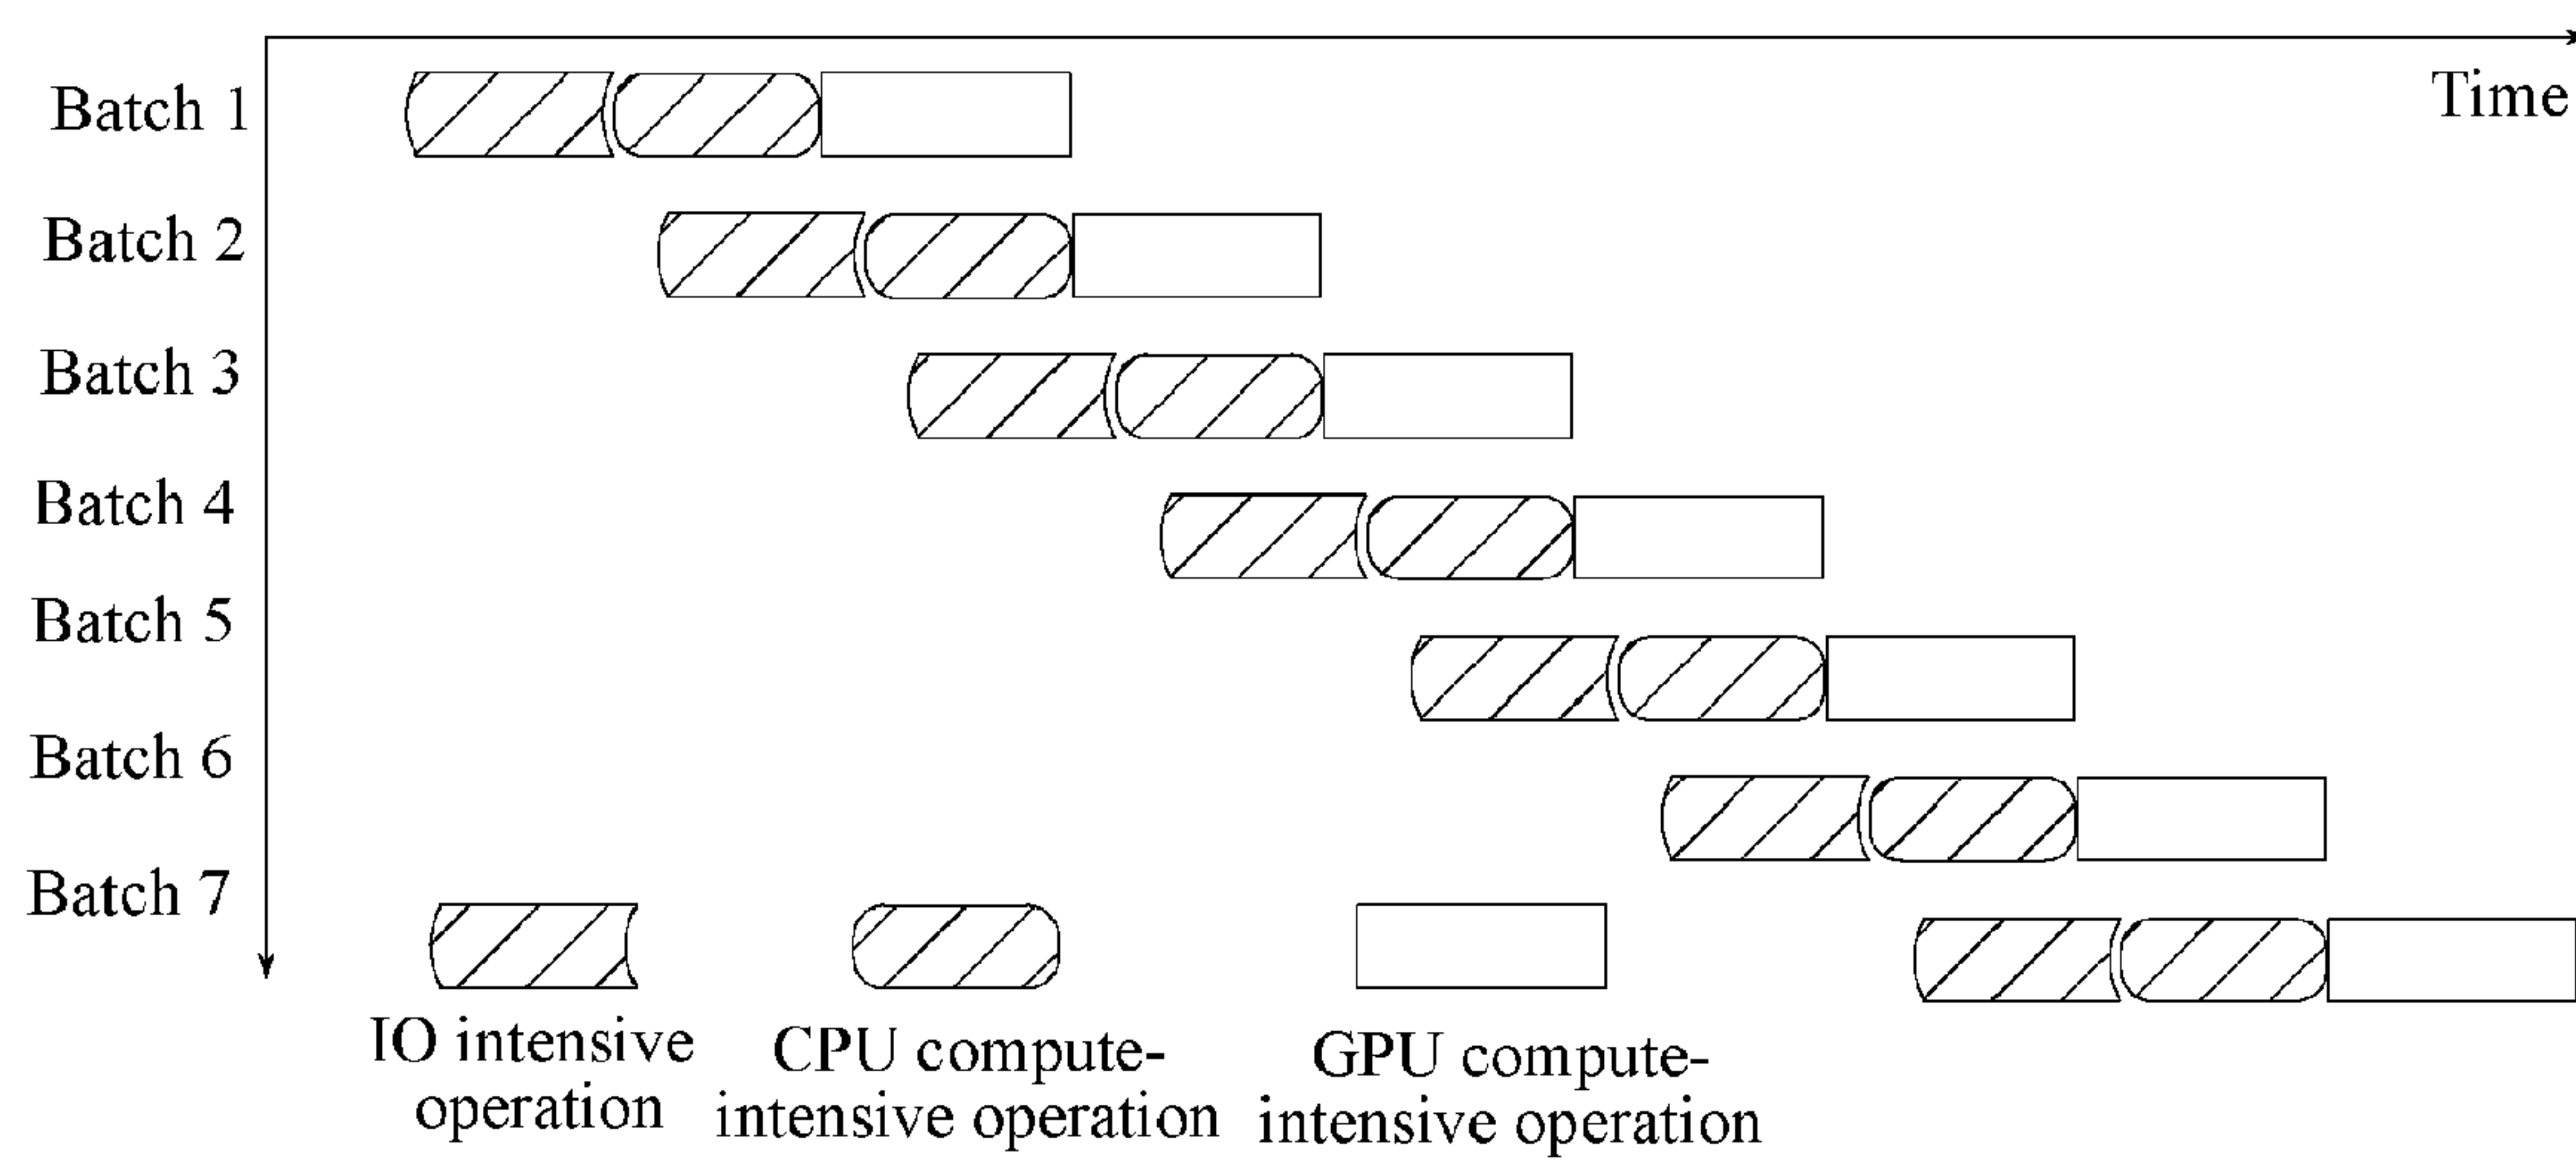 Time
Batch 1
Batch 2
Batch 3
Batch 4
Batch 5
Batch 6
Batch 7
IO intensive
operation
CPU compute-
intensive operation
GPU compute-
intensive operation